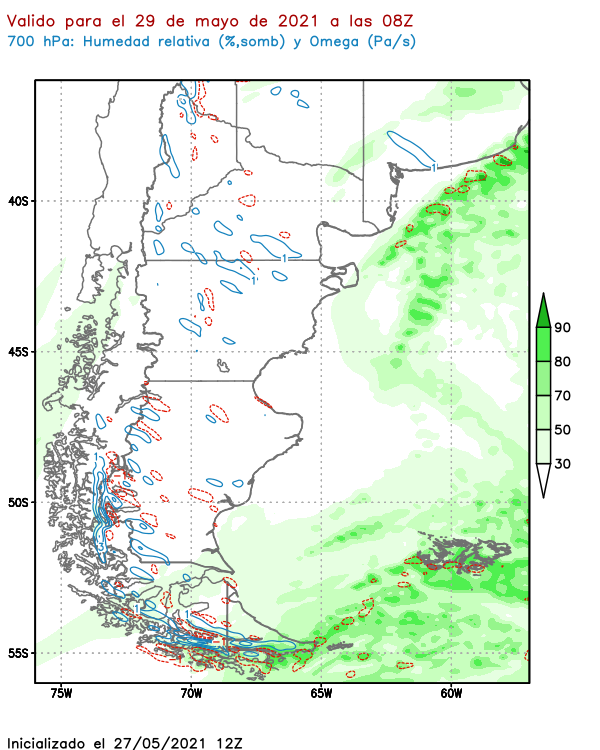 Valido para el 29 de mayo de 2021 a las 08Z
700 hPa: Humedad relativa (%,somb) y Omega (Pa/s)
1
40S
1
1
45S
90
80
70
50
30
1
50S
3
1
55S
75W 70W 65W 60W
Inicializado el 27/05/2021 12Z